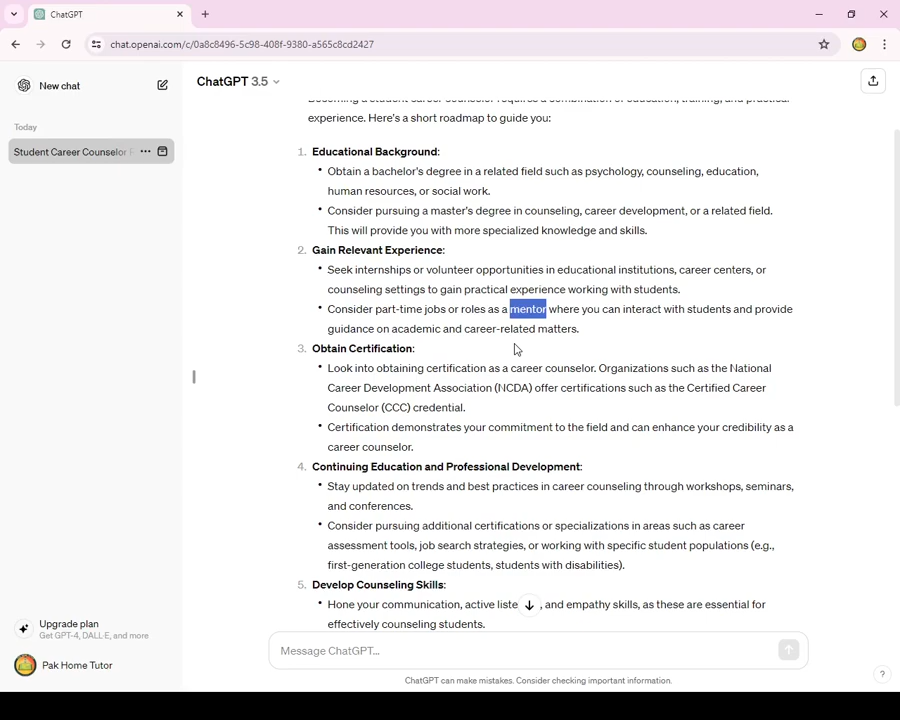 ChatGPT
chat.openai.com/c/0a8c8496-5c98-408f-9380-a565c8cd2427
New chat
Today
Student Career Counselor
Upgrade plan
Get GPT-4, DALL·E, and more
Pak Home Tutor
ChatGPT 3.5
Becoming a student career counselor requires a combination of education, training, and practical
experience. Here's a short roadmap to guide you:
1. Educational Background:
• Obtain a bachelor's degree in a related field such as psychology, counseling, education,
human resources, or social work.
• Consider pursuing a master's degree in counseling, career development, or a related field.
This will provide you with more specialized knowledge and skills.
2. Gain Relevant Experience:
• Seek internships or volunteer opportunities in educational institutions, career centers, or
counseling settings to gain practical experience working with students.
• Consider part-time jobs or roles as a mentor where you can interact with students and provide
guidance on academic and career-related matters.
3. Obtain Certification:
• Look into obtaining certification as a career counselor. Organizations such as the National
Career Development Association (NCDA) offer certifications such as the Certified Career
Counselor (CCC) credential.
• Certification demonstrates your commitment to the field and can enhance your credibility as a
career counselor.
4. Continuing Education and Professional Development:
• Stay updated on trends and best practices in career counseling through workshops, seminars,
and conferences.
• Consider pursuing additional certifications or specializations in areas such as career
assessment tools, job search strategies, or working with specific student populations (e.g.,
first-generation college students, students with disabilities).
5. Develop Counseling Skills:
• Hone your communication, active liste , and empathy skills, as these are essential for
effectively counseling students.
Message ChatGPT...
ChatGPT can make mistakes. Consider checking important information.
?